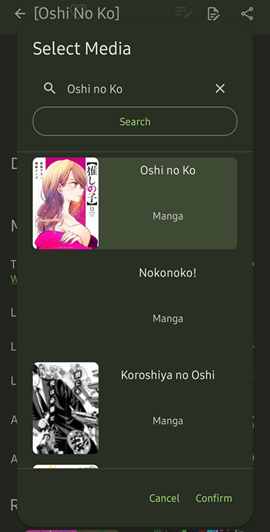 [Oshi No Ko]
Select Media
Oshi no Ko
Search
Oshi no Ko
【推しの子】
Manga
Nokonoko!
Manga
Koroshiya no Oshi
Manga
Cancel
Confirm